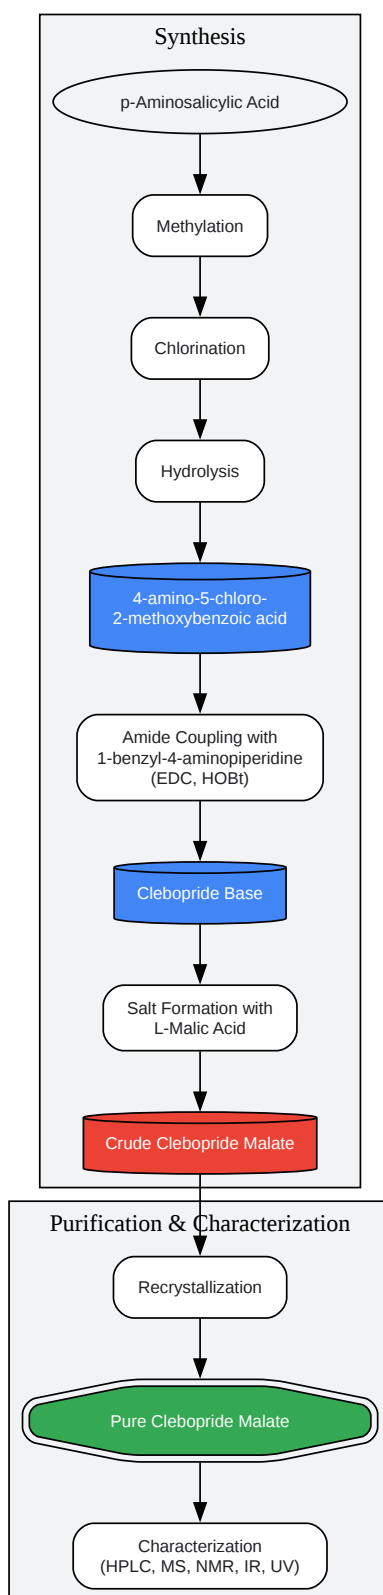 Synthesis
p-Aminosalicylic Acid
Methylation
Chlorination
Hydrolysis
4-amino-5-chloro-
2-methoxybenzoic acid
Amide Coupling with
1-benzyl-4-aminopiperidine
(EDC, HOBt)
Clebopride Base
Salt Formation with
L-Malic Acid
Crude Clebopride Malate
Purification & Characterization
Recrystallization
Pure Clebopride Malate
Characterization
(HPLC, MS, NMR, IR, UV)